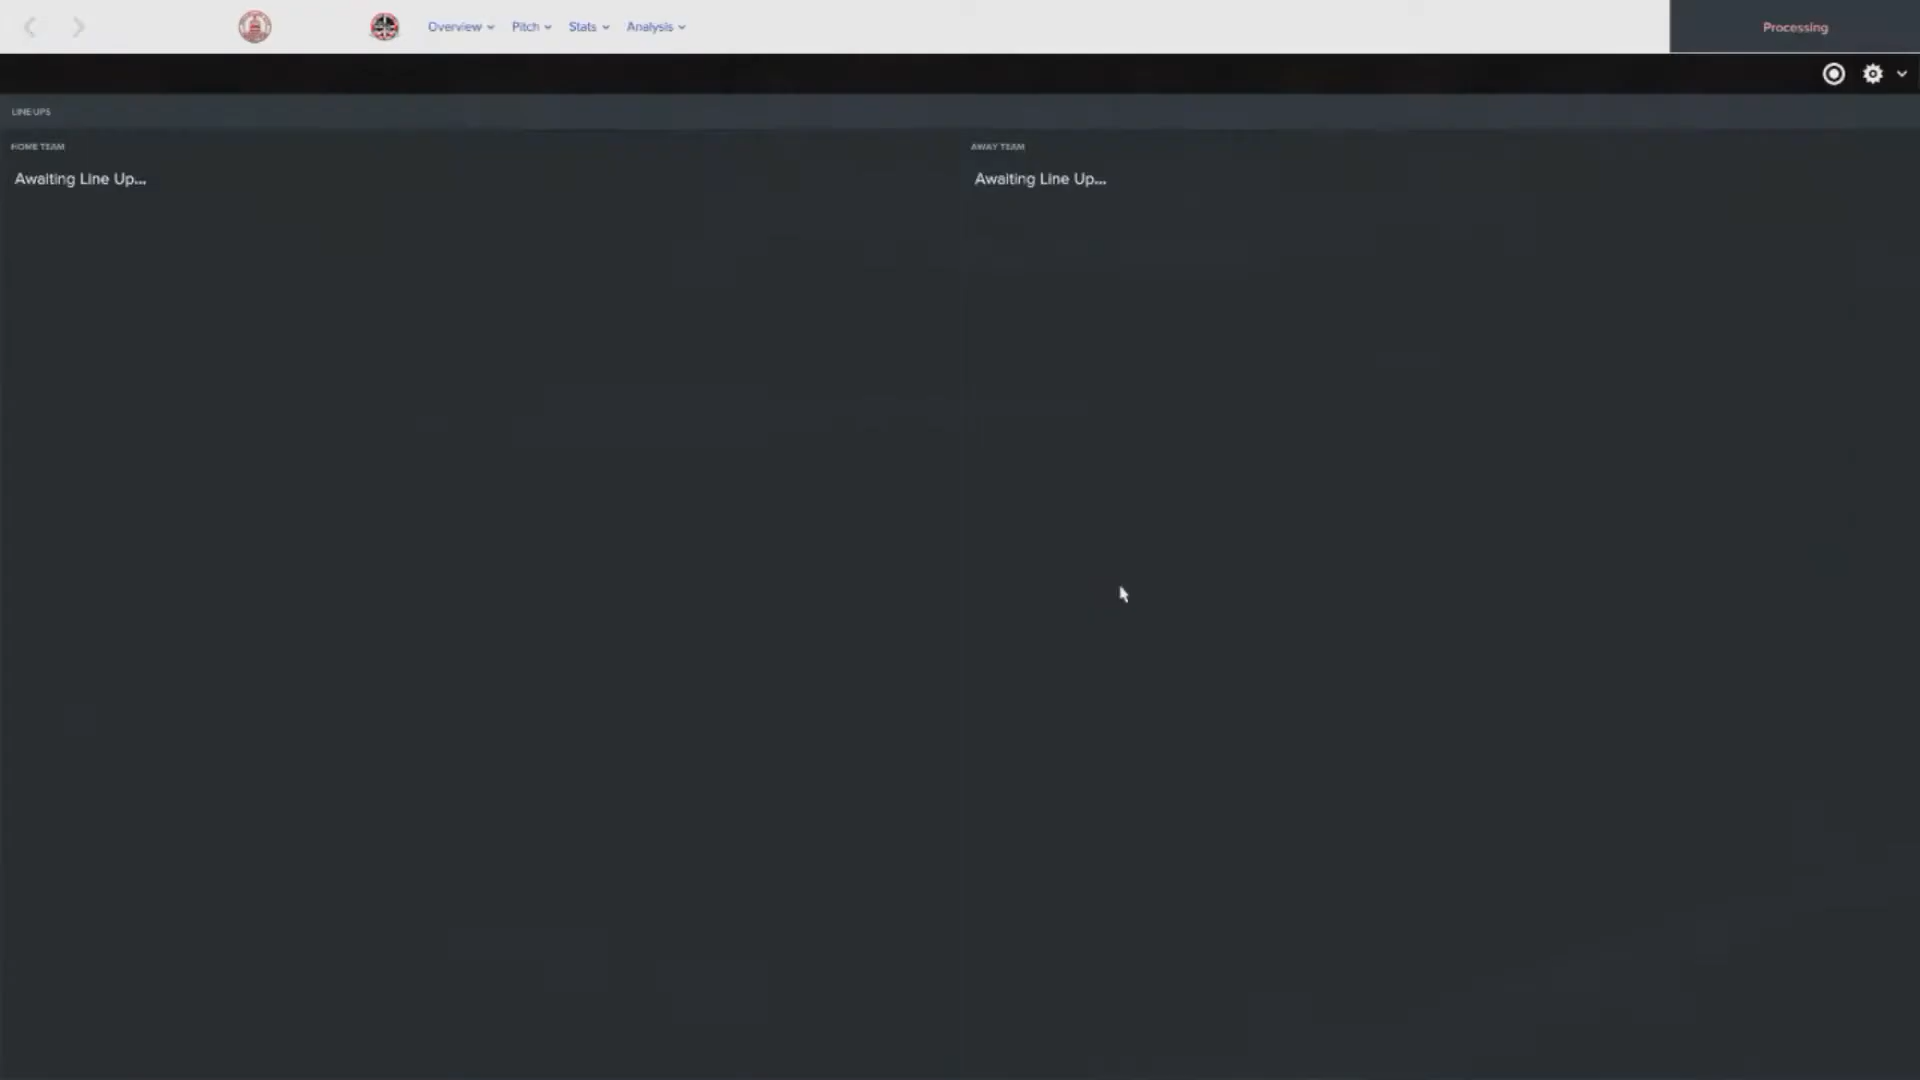 Overview Pitch Stats Analysis Processing
LINE UPS
HOME TEAM AWAY TEAM
Awaiting Line Up... Awaiting Line Up...